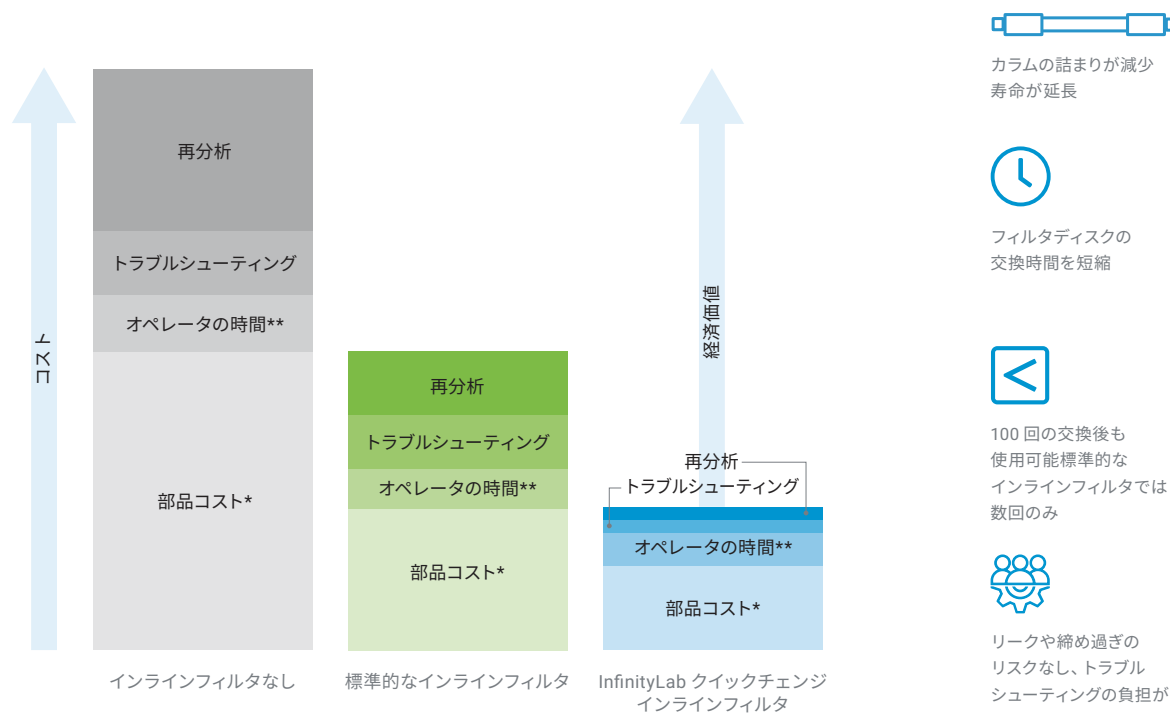 コスト
再分析
トラブルシューティング
オペレータの時間**
部品コスト*
インラインフィルタなし
再分析
トラブルシューティング
オペレータの時間**
部品コスト*
標準的なインラインフィルタ
経済価値
再分析
トラブルシューティング
オペレータの時間**
部品コスト*
InfinityLab クイックチェンジ
インラインフィルタ
カラムの詰まりが減少
寿命が延長
フィルタディスクの
交換時間を短縮
100 回の交換後も
使用可能標準的な
インラインフィルタでは
数回のみ
リークや締め過ぎの
リスクなし、トラブル
シューティングの負担が